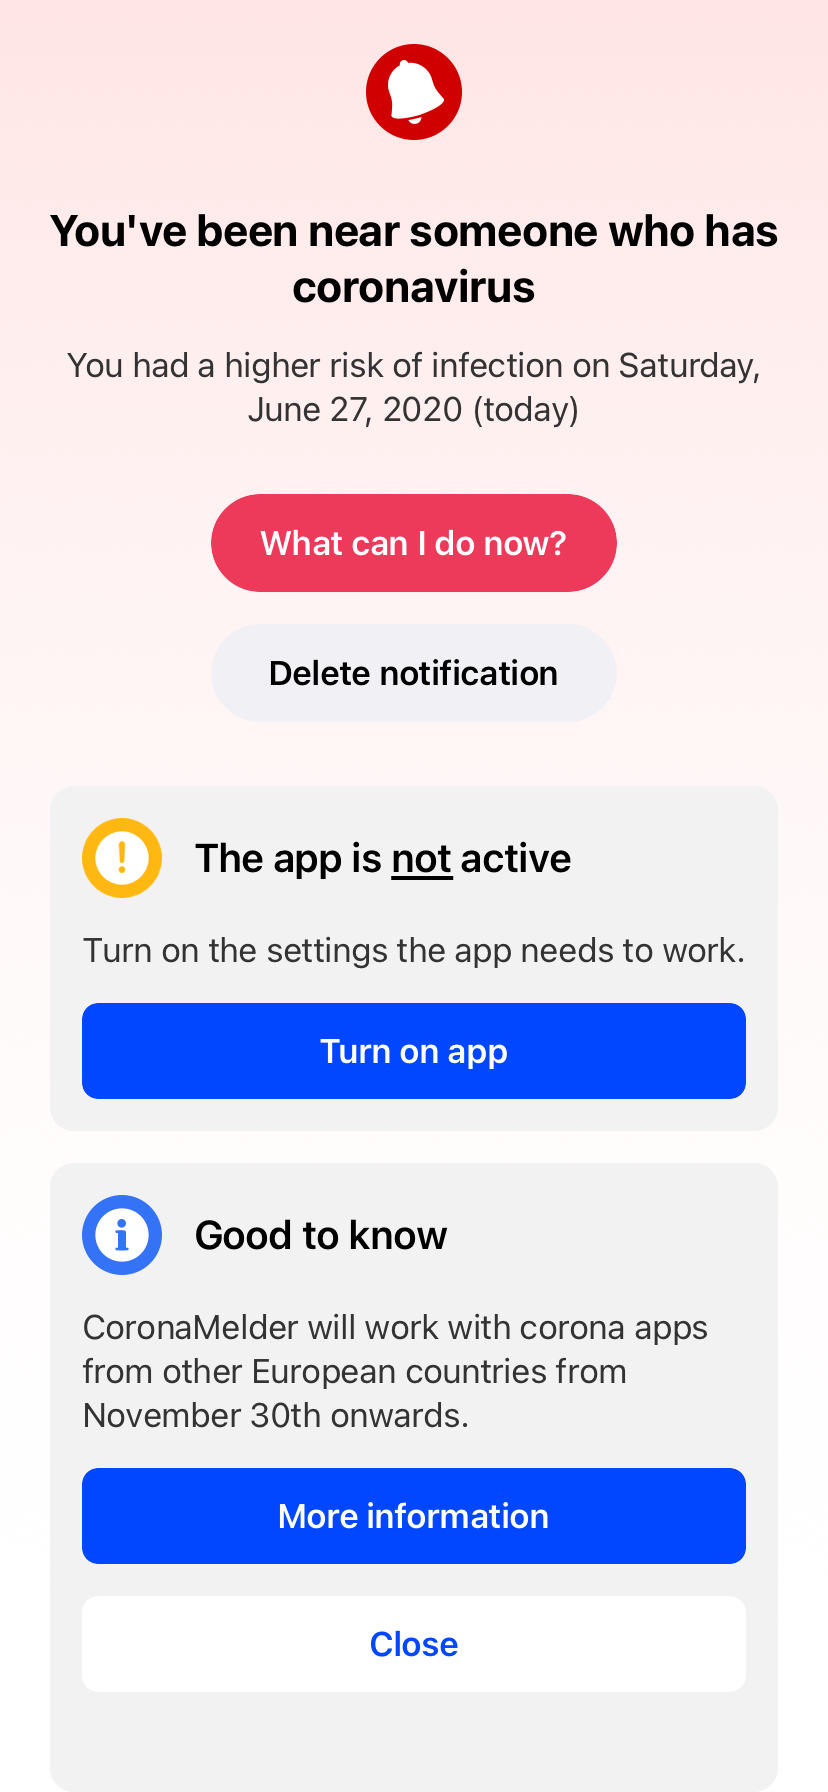 You've been near someone who has
coronavirus
You had a higher risk of infection on Saturday,
June 27, 2020 (today)
What can I do now?
Delete notification
The app is not active
Turn on the settings the app needs to work.
Turn on app
Good to know
CoronaMelder will work with corona apps
from other European countries from
November 30th onwards.
More information
Close